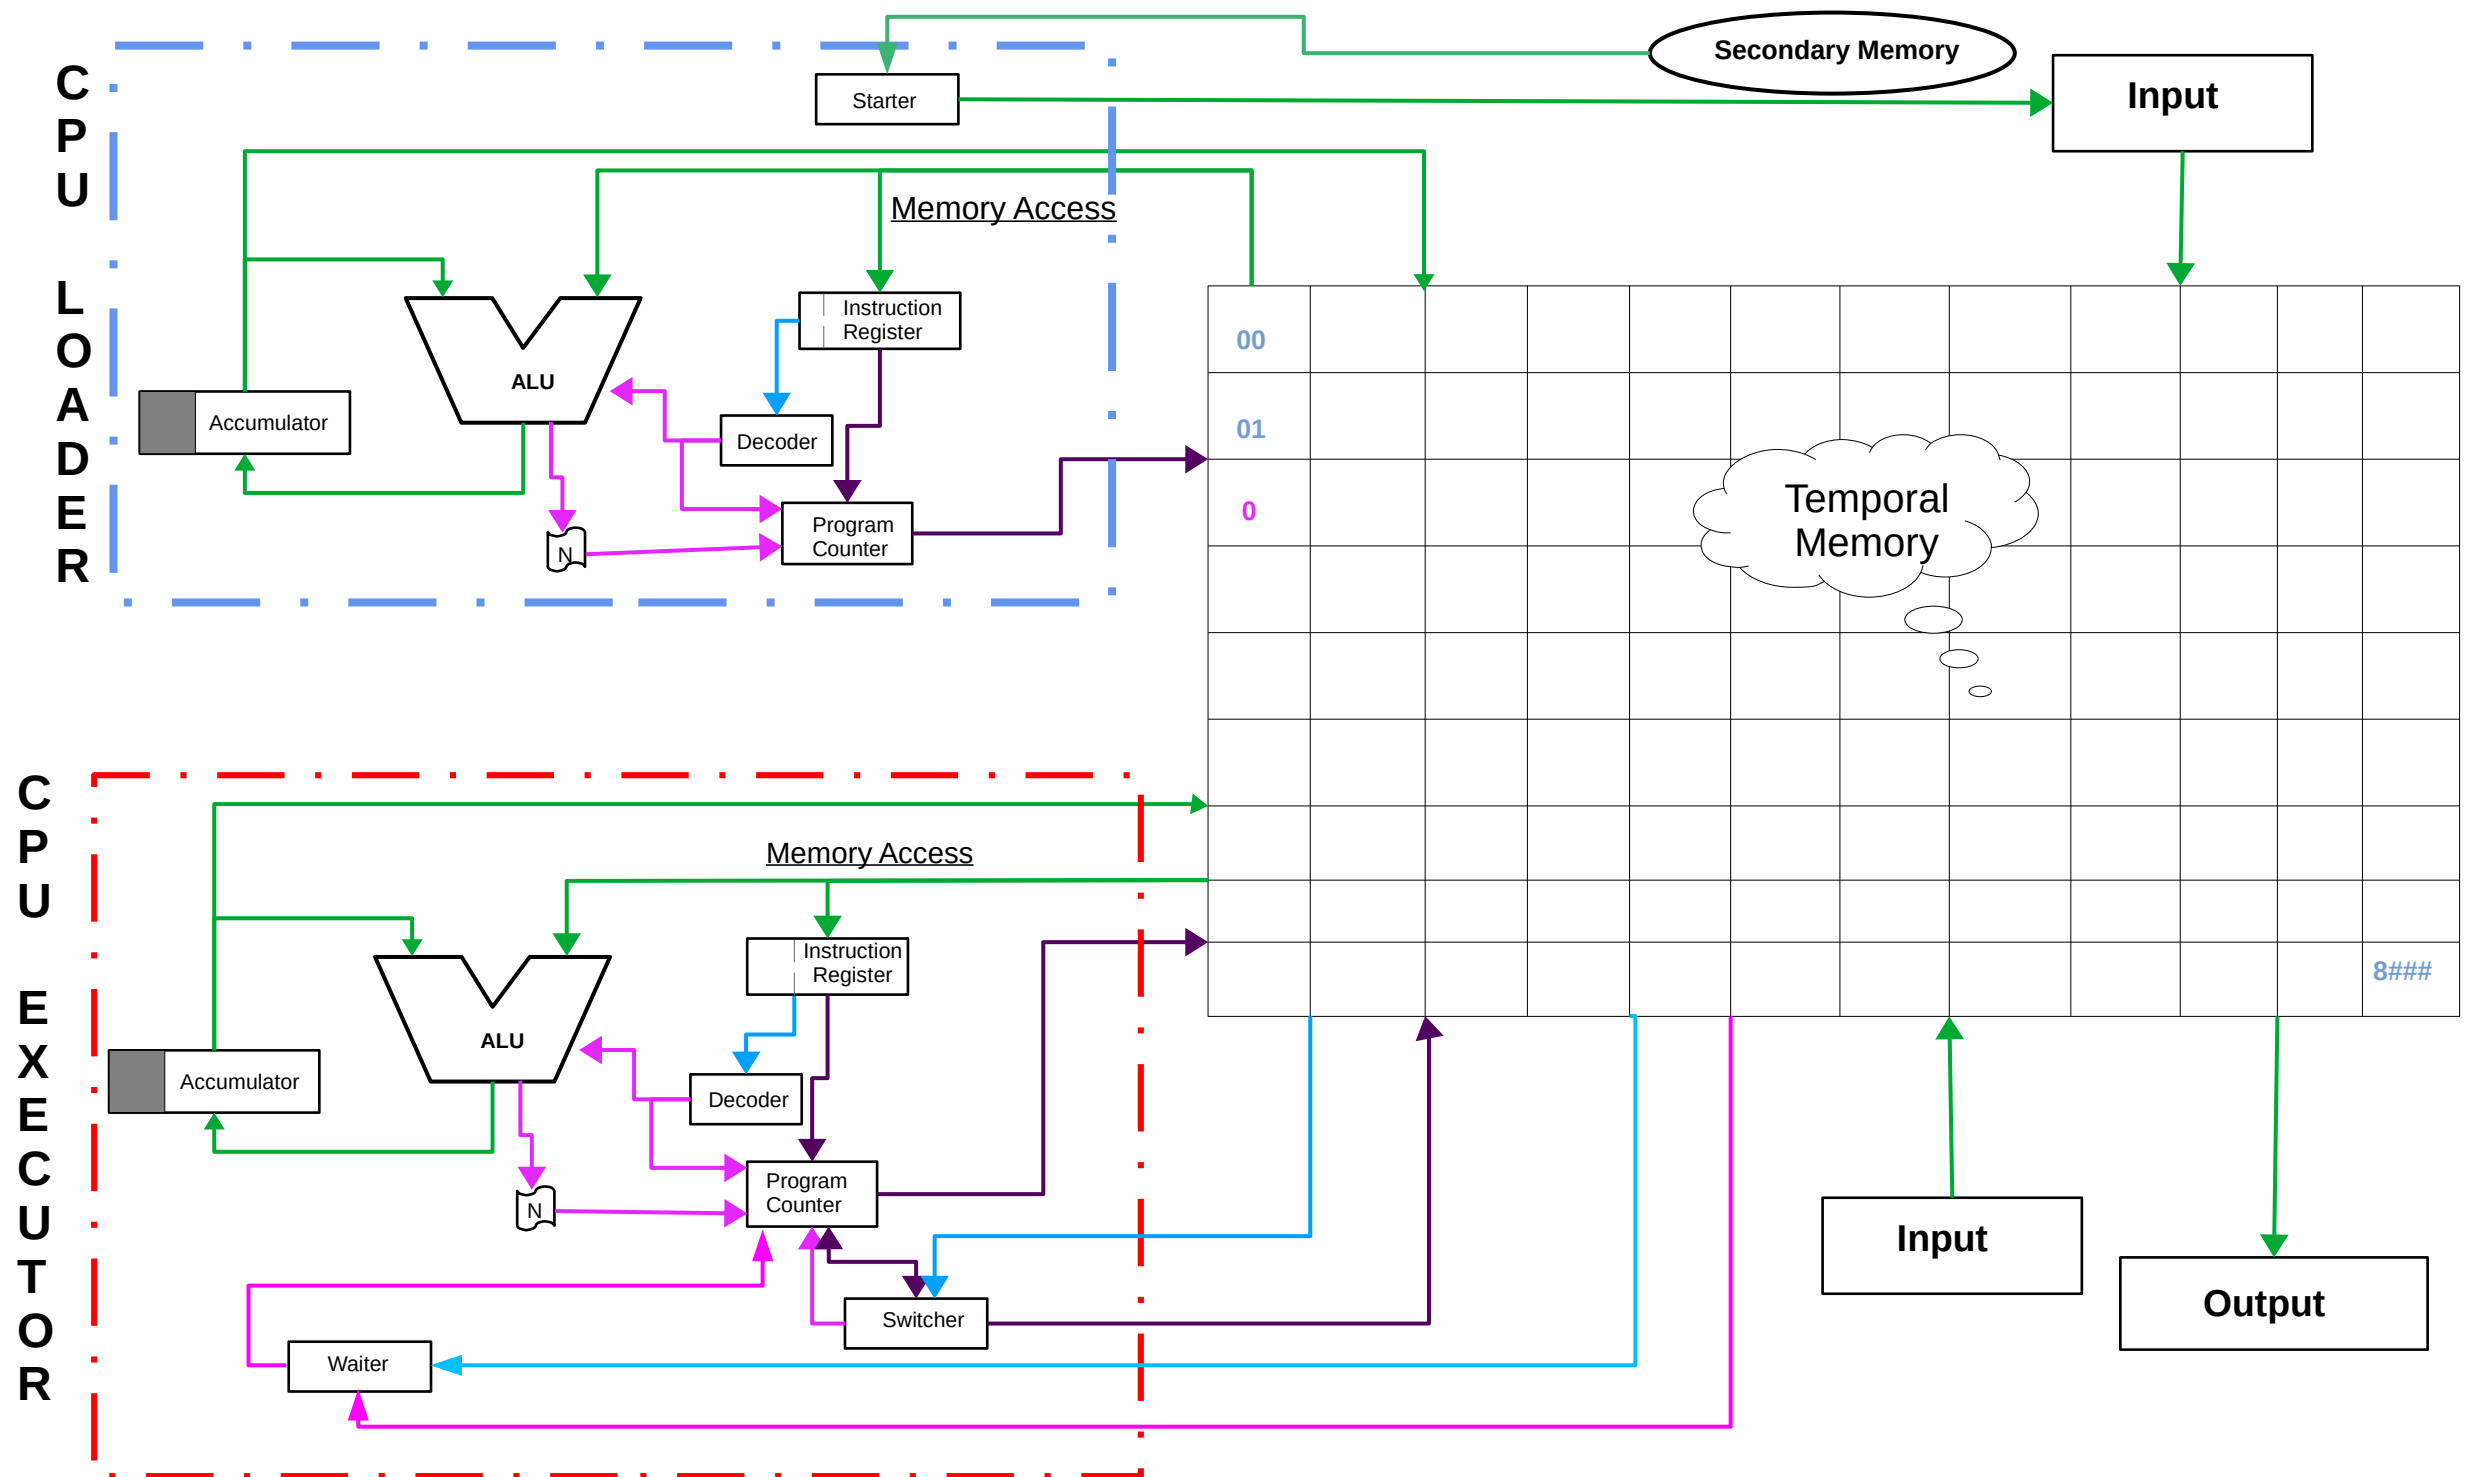 CPU LOADER
Secondary Memory
Input
Starter
Memory Access
Instruction
Register
ALU
Accumulator
Decoder
Program
Counter
N
00
01
0
Temporal
Memory
8###
CPU EXECUTOR
Memory Access
Instruction
Register
ALU
Accumulator
Decoder
Program
Counter
N
Switcher
Waiter
Input
Output